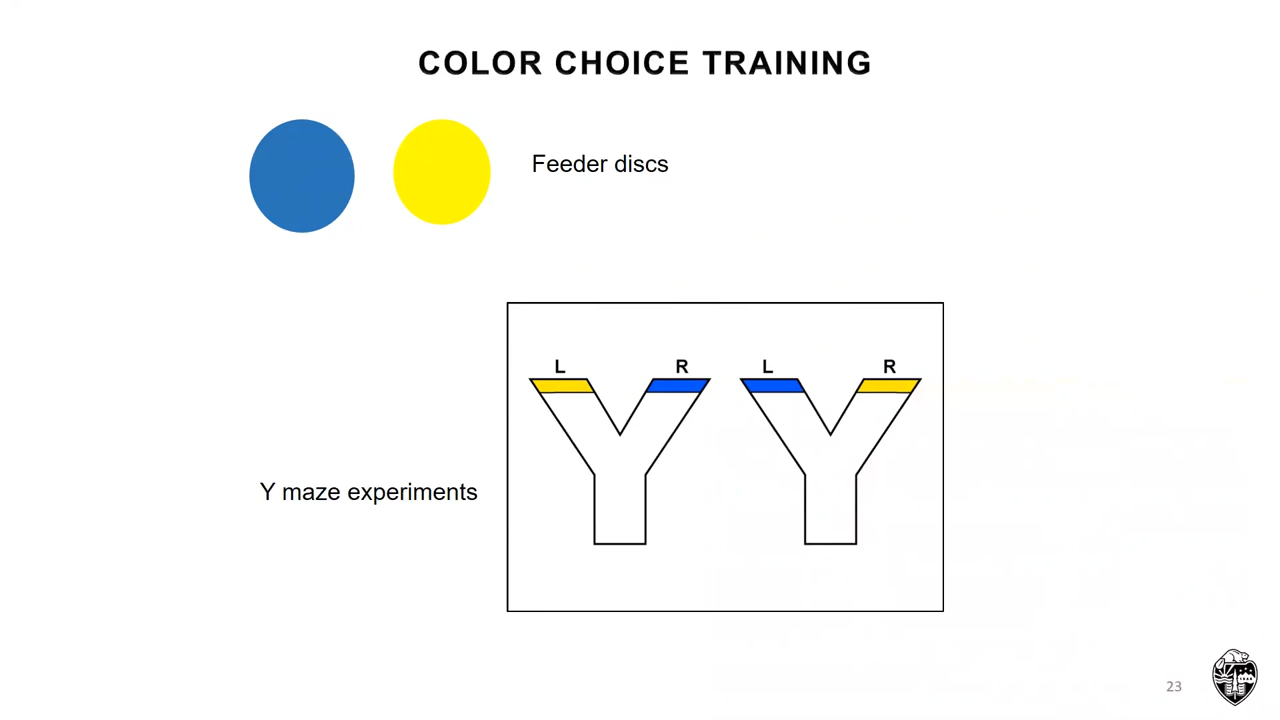 COLOR CHOICE TRAINING
Feeder discs
L R L R
Y maze experiments
23